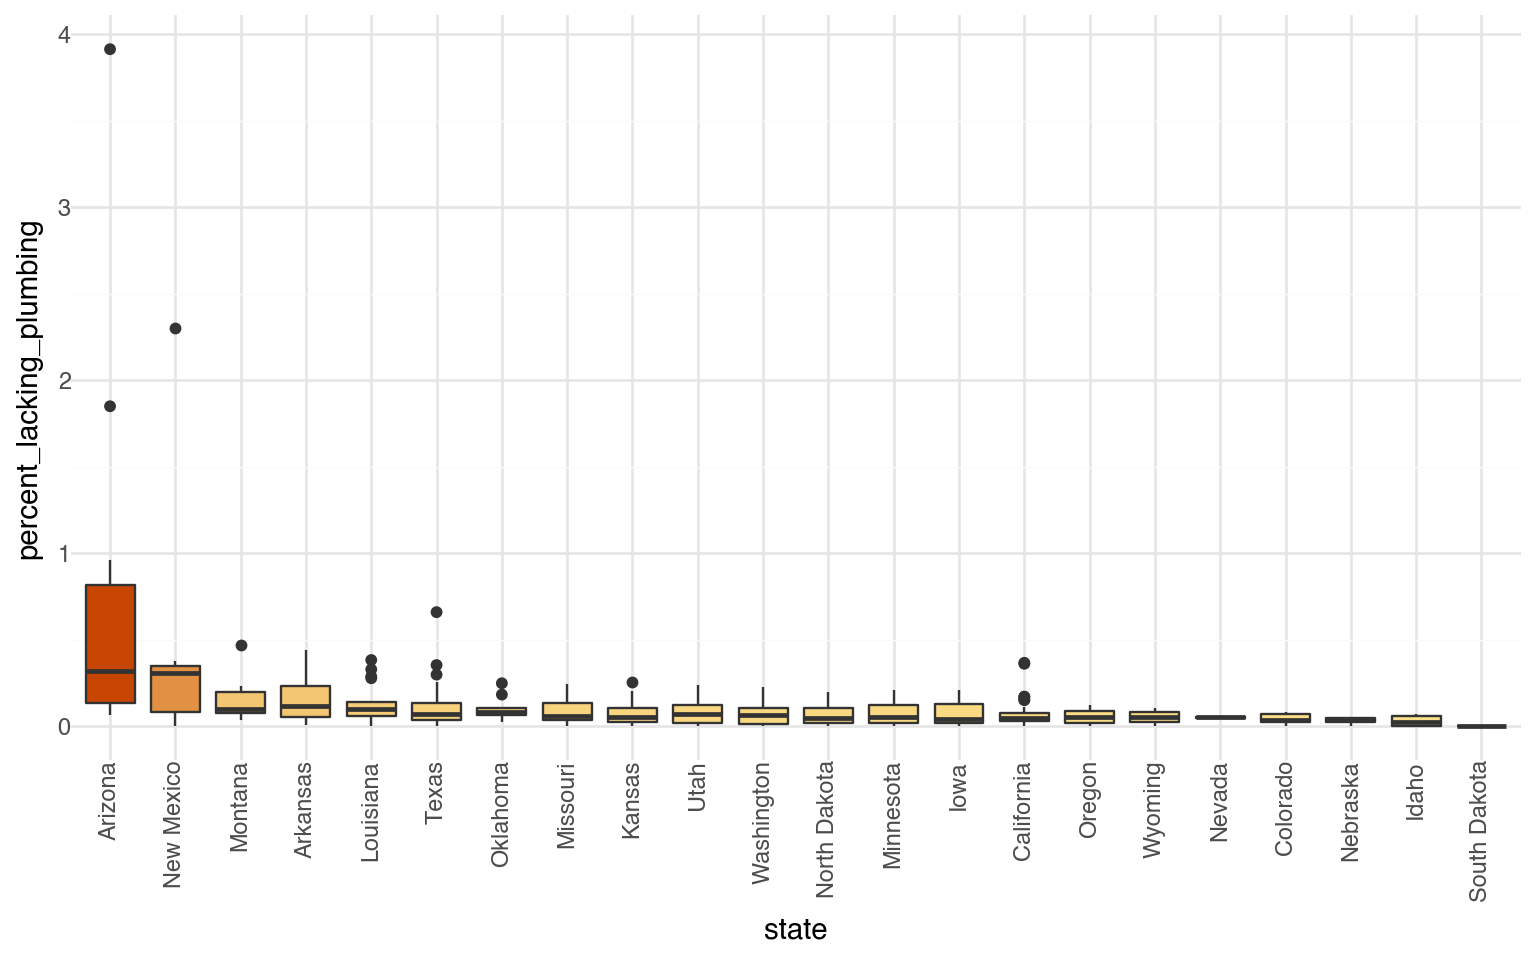 4
3
2
1
0
percent_lacking_plumbing
Arizona
New Mexico
Montana
Arkansas
Louisiana
Texas
Oklahoma
Missouri
Kansas
Utah
Washington
North Dakota
Minnesota
Iowa
California
Oregon
Wyoming
Nevada
Colorado
Nebraska
Idaho
South Dakota
state